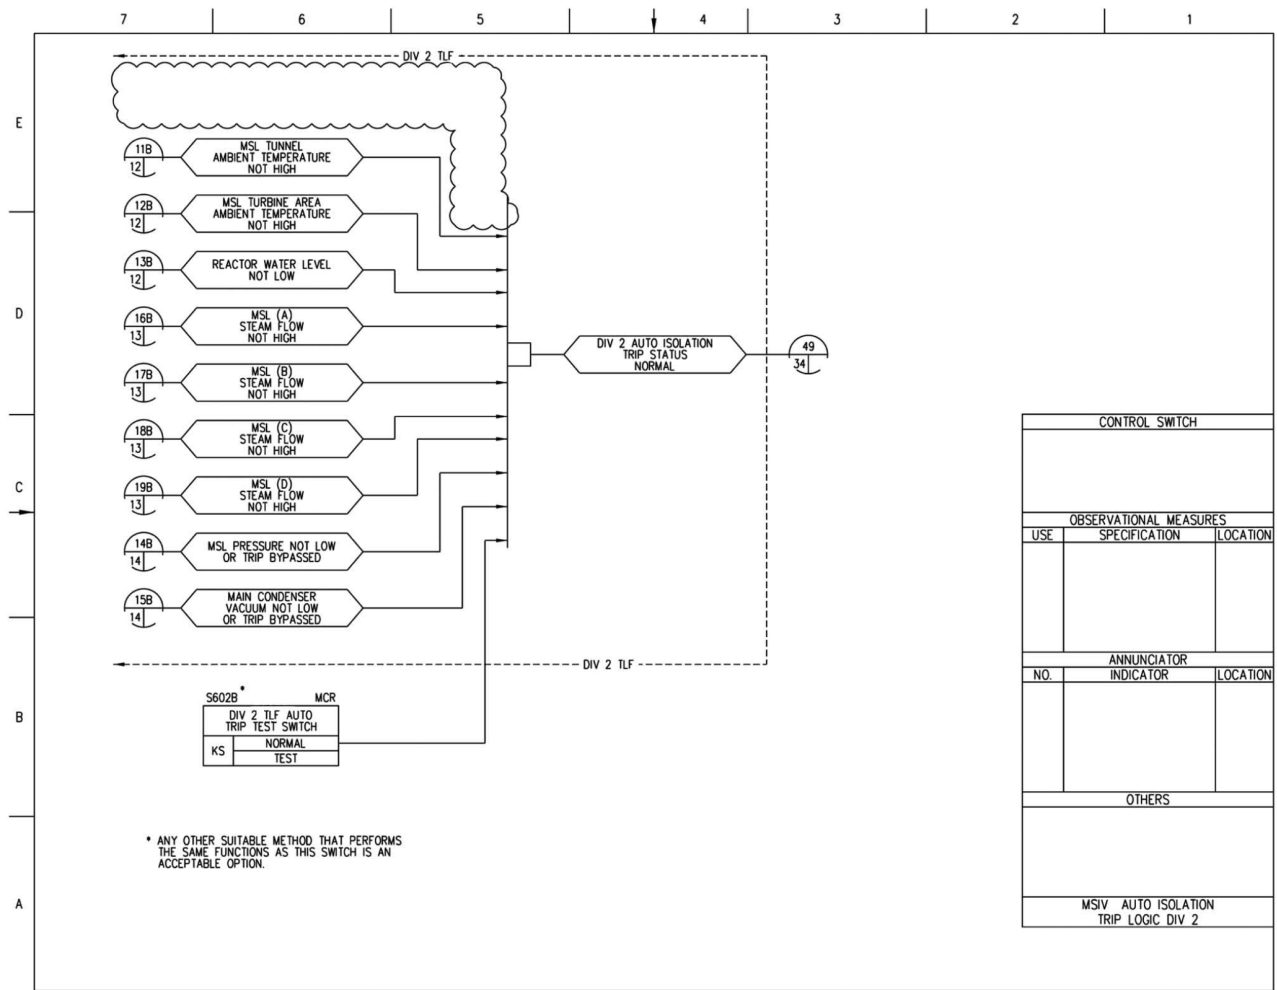 7 6 5 4 3 2 1
DIV 2 TLF
E
11B
12
MSL TUNNEL
AMBIENT TEMPERATURE
NOT HIGH
12B
12
MSL TURBINE AREA
AMBIENT TEMPERATURE
NOT HIGH
13B
12
REACTOR WATER LEVEL
NOT LOW
D
16B
13
MSL (A)
STEAM FLOW
NOT HIGH
DIV 2 AUTO ISOLATION
TRIP STATUS
NORMAL
49
34
17B
13
MSL (B)
STEAM FLOW
NOT HIGH
18B
13
MSL (C)
STEAM FLOW
NOT HIGH
C
19B
13
MSL (D)
STEAM FLOW
NOT HIGH
14B
14
MSL PRESSURE NOT LOW
OR TRIP BYPASSED
15B
14
MAIN CONDENSER
VACUUM NOT LOW
OR TRIP BYPASSED
DIV 2 TLF
B
S602B * MCR
DIV 2 TLF AUTO
TRIP TEST SWITCH
KS
NORMAL
TEST
* ANY OTHER SUITABLE METHOD THAT PERFORMS
THE SAME FUNCTIONS AS THIS SWITCH IS AN
ACCEPTABLE OPTION.
A
CONTROL SWITCH
OBSERVATIONAL MEASURES
USE SPECIFICATION LOCATION
ANNUNCIATOR
NO. INDICATOR LOCATION
OTHERS
MSIV AUTO ISOLATION
TRIP LOGIC DIV 2